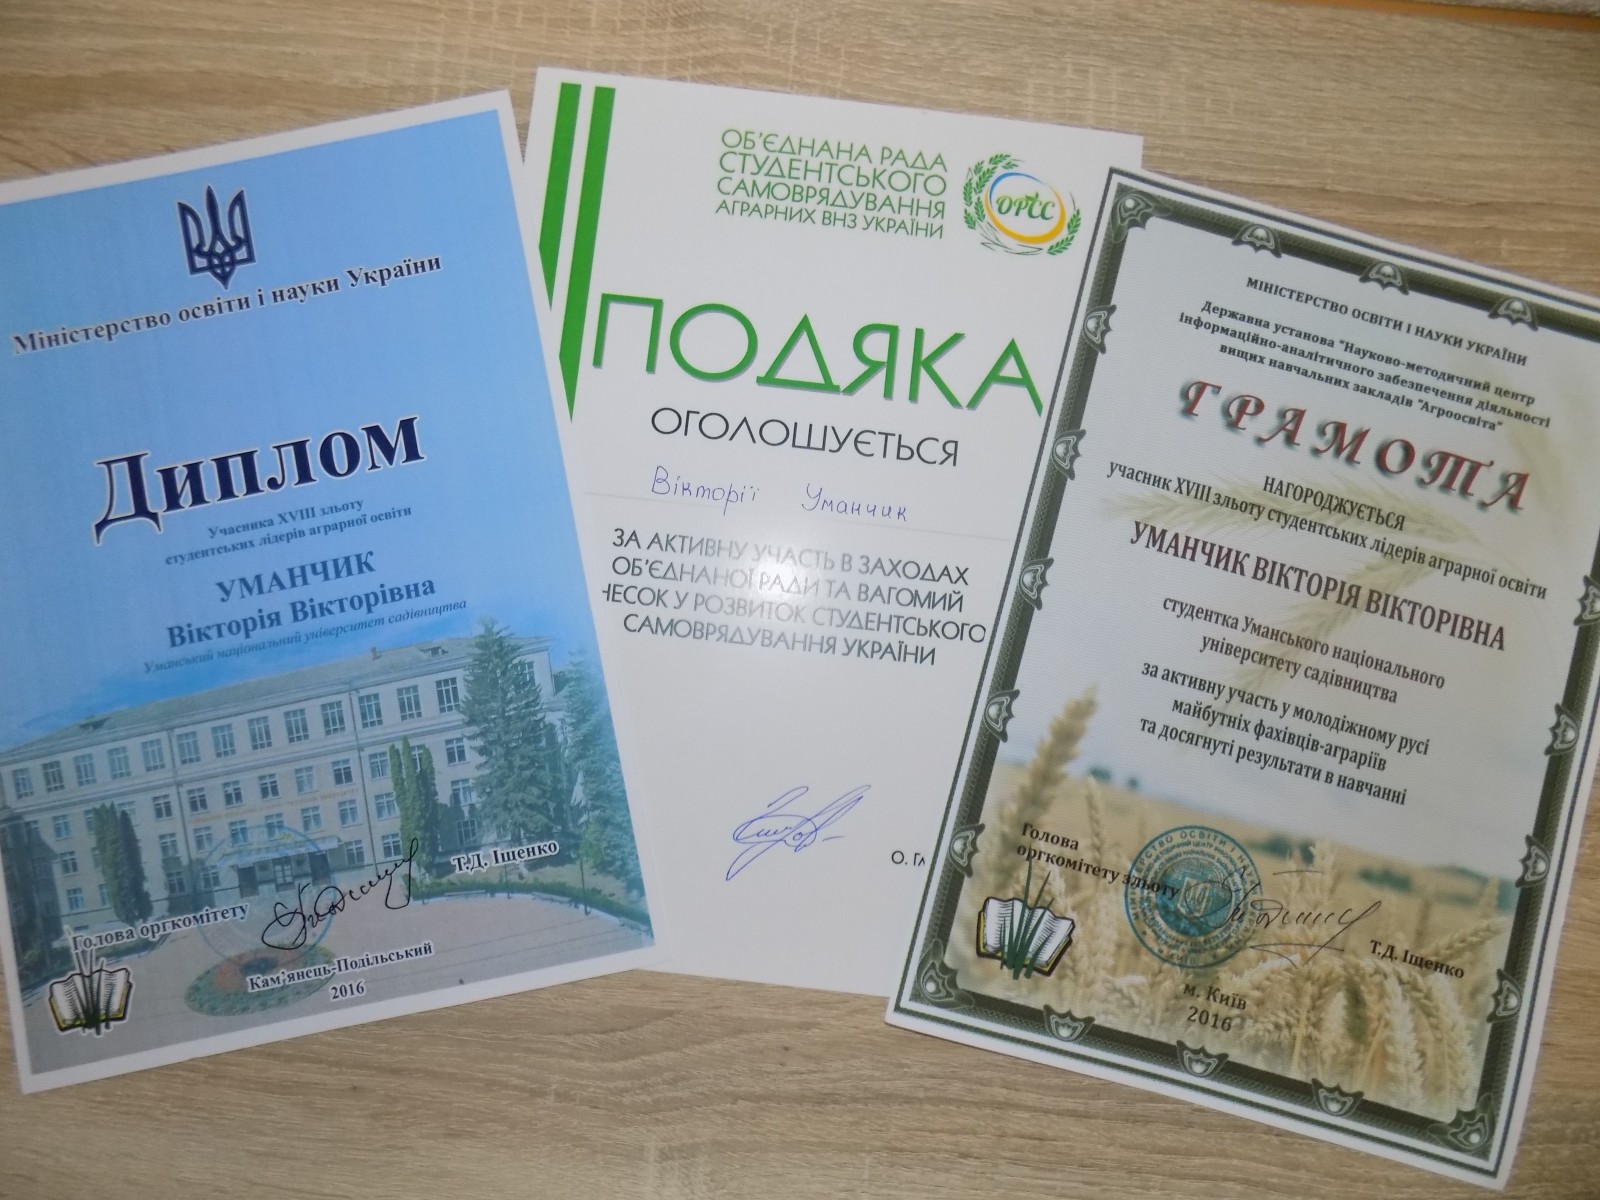 Міністерство освіти і науки України
Диплом
Учасника XVIII зльоту
студентських лідерів аграрної освіти
УМАНЧИК
Вікторія Вікторівна
Уманський національний університет садівництва
Голова оргкомітету
Т.Д. Іщенко
Кам'янець-Подільський
2016
ОБ'ЄДНАНА РАДА
СТУДЕНТСЬКОГО
САМОВРЯДУВАННЯ
АГРАРНИХ ВНЗ УКРАЇНИ
ОРСС
ПОДЯКА
ОГОЛОШУЄТЬСЯ
Вікторії Уманчик
ЗА АКТИВНУ УЧАСТЬ В ЗАХОДАХ
ОБ'ЄДНАНОЇ РАДИ ТА ВАГОМИЙ
НЕСОК У РОЗВИТОК СТУДЕНТСЬКОГО
САМОВРЯДУВАННЯ УКРАЇНИ
О.
МІНІСТЕРСТВО ОСВІТИ І НАУКИ УКРАЇНИ
Державна установа "Науково-методичний центр
інформаційно-аналітичного забезпечення діяльності
вищих навчальних закладів "Агроосвіта"
ГРАМОТА
НАГОРОДЖУЄТЬСЯ
учасник XVIII зльоту студентських лідерів аграрної освіти
УМАНЧИК ВІКТОРІЯ ВІКТОРІВНА
студентка Уманського національного
університету садівництва
за активну участь у молодіжному русі
майбутніх фахівців-аграріїв
та досягнуті результати в навчанні
Голова
оргкомітету зльоту
Т.Д. Іщенко
м. Київ
2016